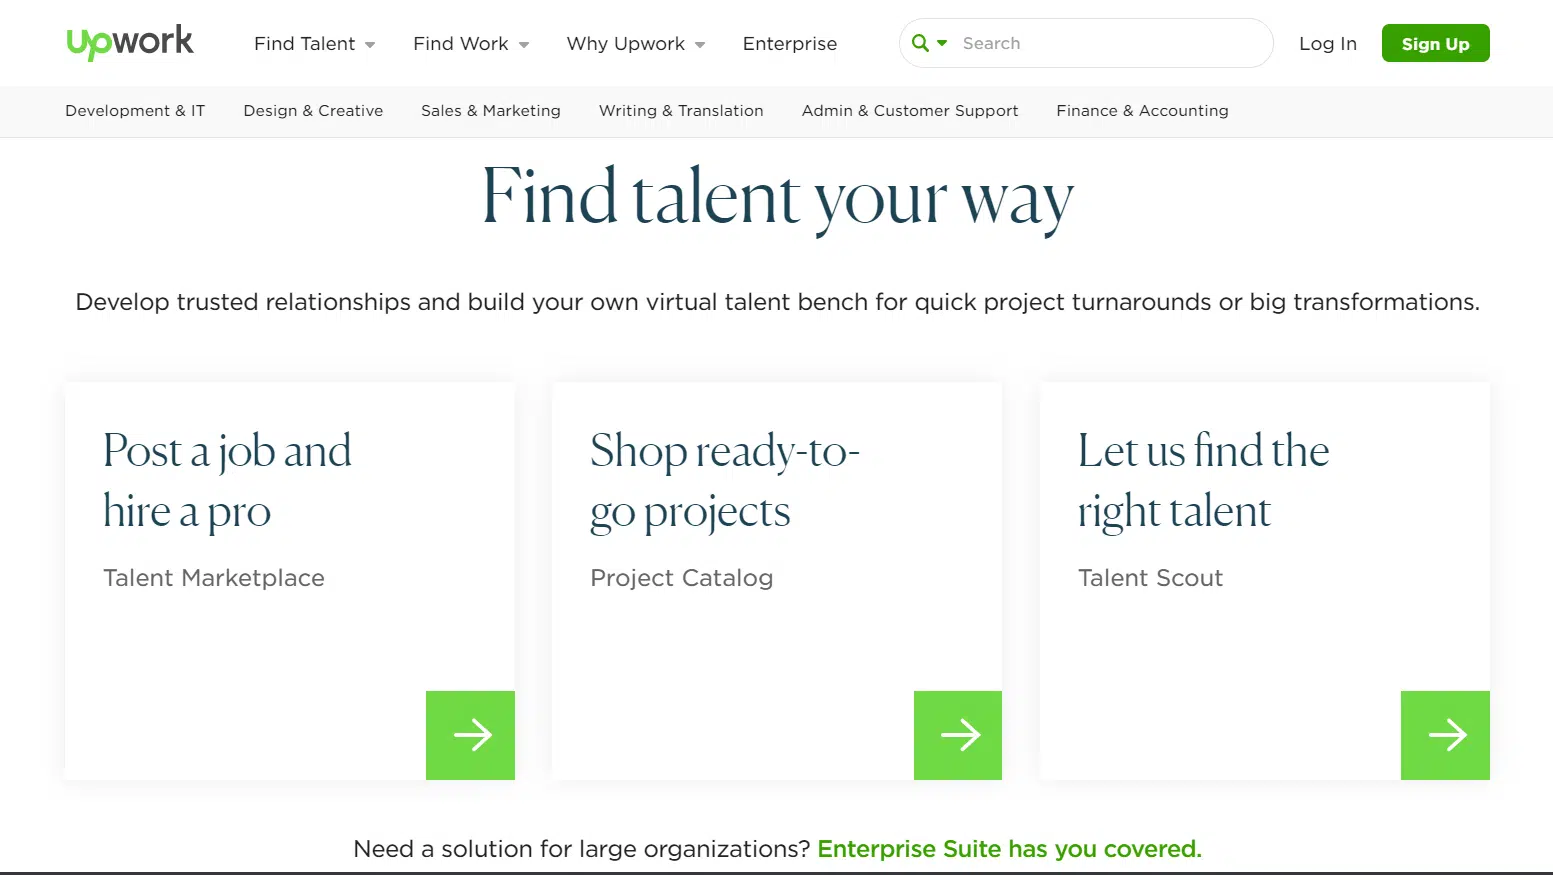 Upwork
Find Talent
Find Work
Why Upwork
Enterprise
Search
Log In
Sign Up
Development & IT
Design & Creative
Sales & Marketing
Writing & Translation
Admin & Customer Support
Finance & Accounting
Find talent your way
Develop trusted relationships and build your own virtual talent bench for quick project turnarounds or big transformations.
Post a job and
hire a pro
Talent Marketplace
Shop ready-to-
go projects
Project Catalog
Let us find the
right talent
Talent Scout
Need a solution for large organizations? Enterprise Suite has you covered.